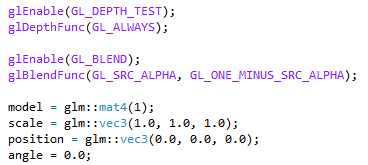 glEnable(GL_DEPTH_TEST);
glDepthFunc(GL_ALWAYS);
glEnable(GL_BLEND);
glBlendFunc(GL_SRC_ALPHA, GL_ONE_MINUS_SRC_ALPHA);
model = glm::mat4(1);
scale = glm::vec3(1.0, 1.0, 1.0);
position = glm::vec3(0.0, 0.0, 0.0);
angle = 0.0;